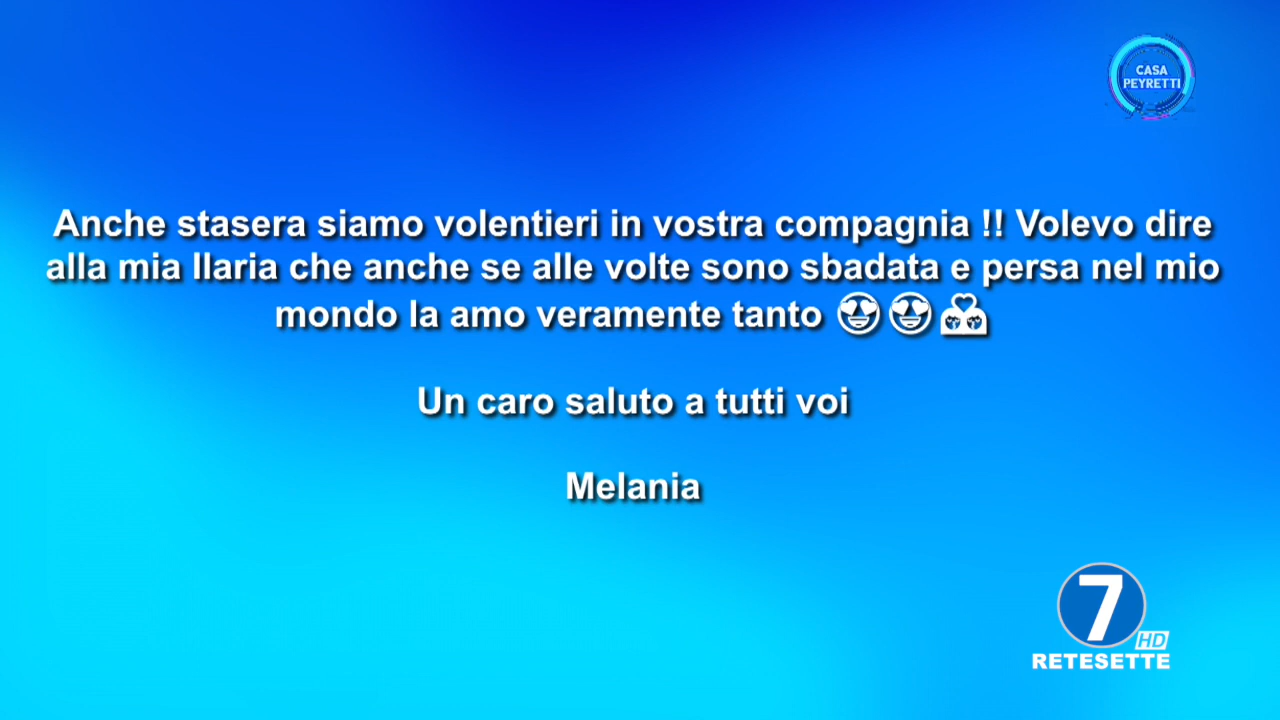 CASA
PEYRETTI
Anche stasera siamo volentieri in vostra compagnia !! Volevo dire
alla mia Ilaria che anche se alle volte sono sbadata e persa nel mio
mondo la amo veramente tanto 😍😍💏
Un caro saluto a tutti voi
Melania
7
HD
RETESETTE